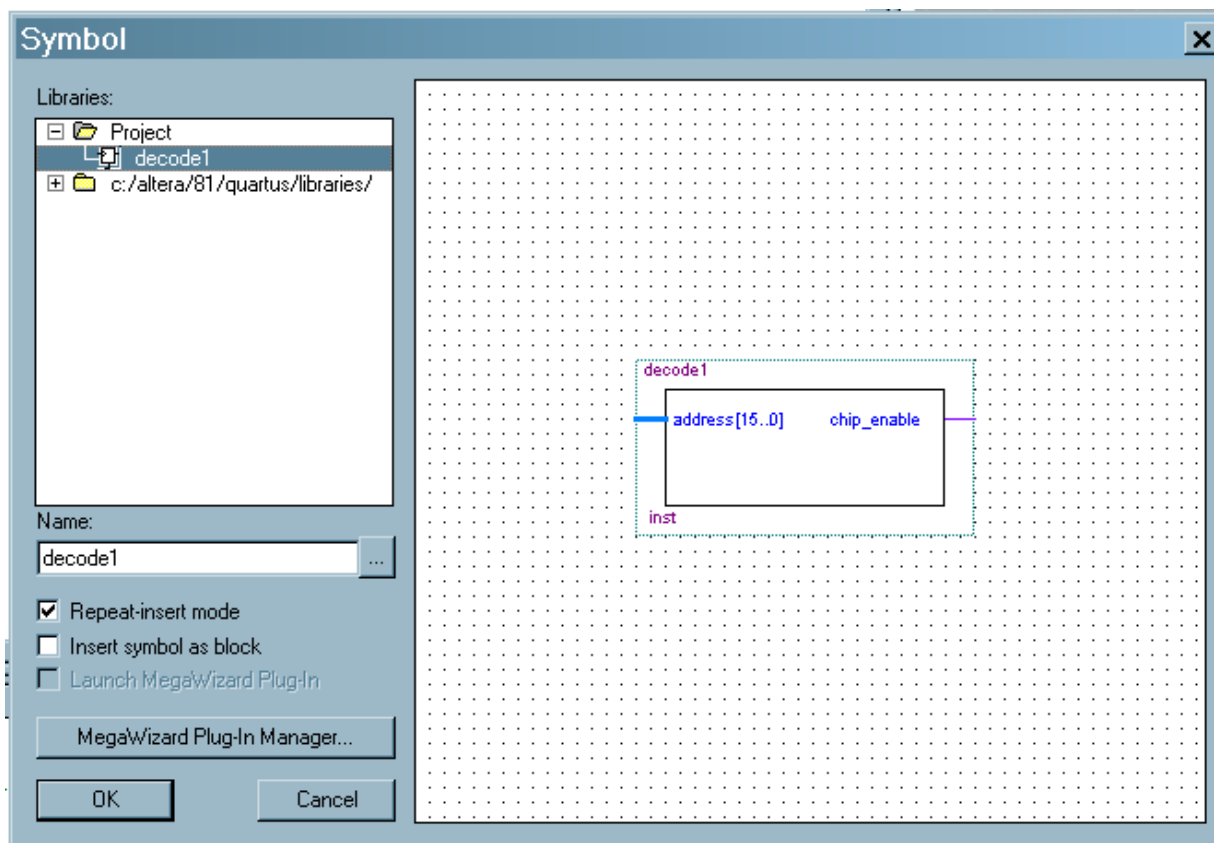 Symbol
Libraries:
Project
decode1
c:/altera/81/quartus/libraries/
Name:
decode1
...
Repeat-insert mode
Insert symbol as block
Launch MegaWizard Plug-In
MegaWizard Plug-In Manager...
OK
Cancel
decode1
address[15..0]
chip_enable
inst